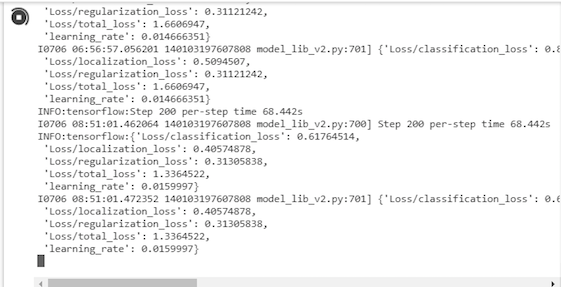 'Loss/regularization_loss': 0.31121242,
'Loss/total_loss': 1.6606947,
'learning_rate': 0.014666351}
I0706 06:56:57.056201 140103197607808 model_lib_v2.py:701] {'Loss/classification_loss': 0.8
'Loss/localization_loss': 0.5094507,
'Loss/regularization_loss': 0.31121242,
'Loss/total_loss': 1.6606947,
'learning_rate': 0.014666351}
INFO:tensorflow:Step 200 per-step time 68.442s
I0706 08:51:01.462064 140103197607808 model_lib_v2.py:700] Step 200 per-step time 68.442s
INFO:tensorflow:{'Loss/classification_loss': 0.61764514,
'Loss/localization_loss': 0.40574878,
'Loss/regularization_loss': 0.31305838,
'Loss/total_loss': 1.3364522,
'learning_rate': 0.0159997}
I0706 08:51:01.472352 140103197607808 model_lib_v2.py:701] {'Loss/classification_loss': 0.6
'Loss/localization_loss': 0.40574878,
'Loss/regularization_loss': 0.31305838,
'Loss/total_loss': 1.3364522,
'learning_rate': 0.0159997}